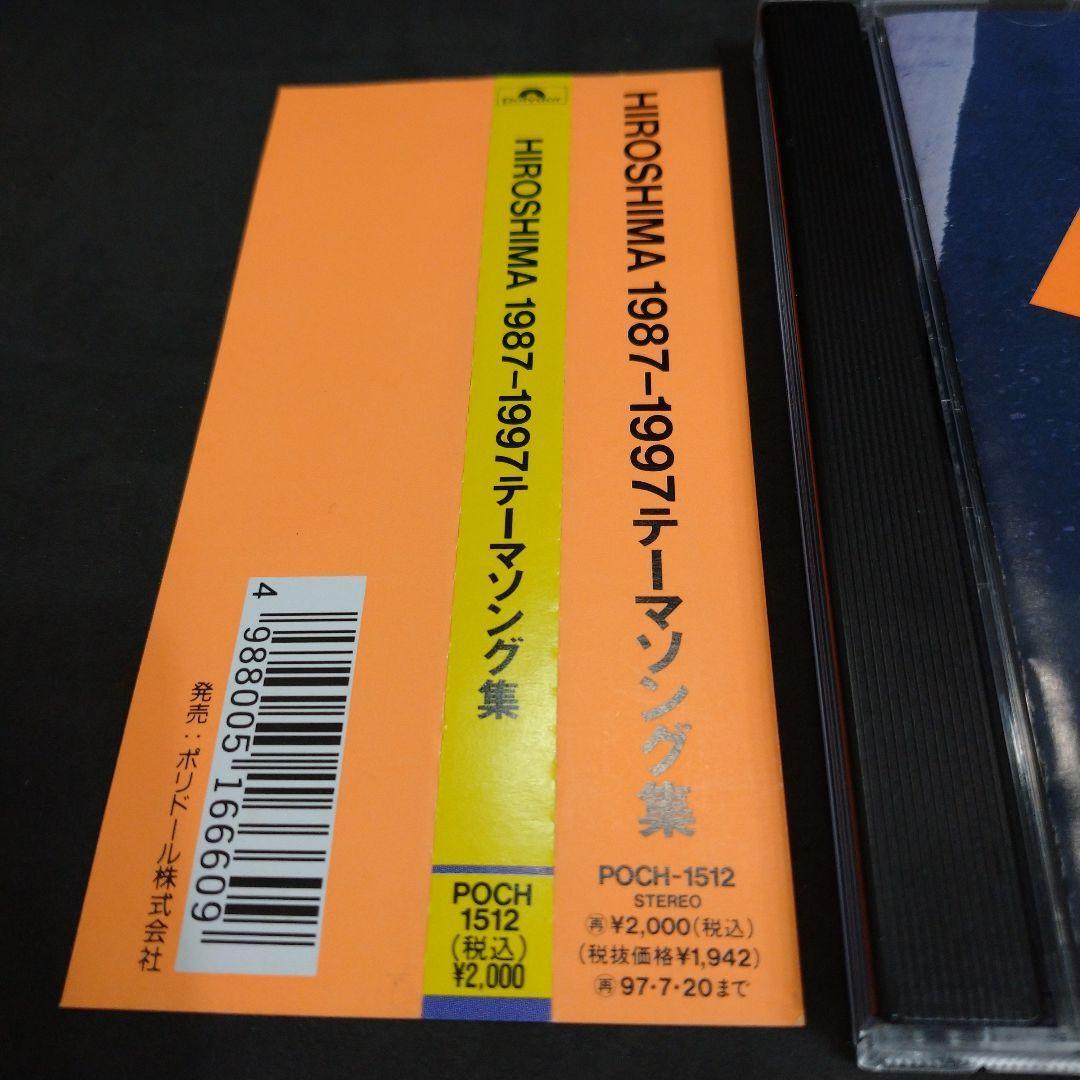 HIROSHIMA 1987-1997テーマソング集
POCH-1512
STEREO
再¥2,000(税込)
(税抜価格¥1,942)
再97・7・20まで
polydor
HIROSHIMA 1987-1997テーマソング集
POCH
1512
(税込)
¥2,000
4 988005 166609
発売：ポリドール株式会社